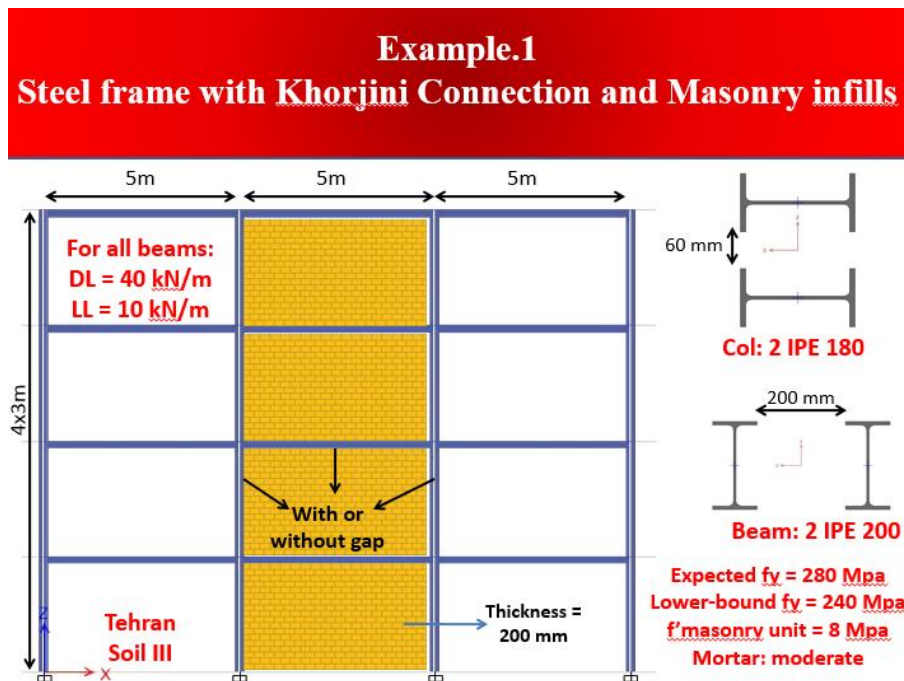 Example.1
Steel frame with Khorjini Connection and Masonry infills
5m
5m
5m
For all beams:
DL = 40 kN/m
LL = 10 kN/m
60 mm
Col: 2 IPE 180
4x3m
200 mm
With or
without gap
Beam: 2 IPE 200
Expected fy = 280 Mpa
Lower-bound fy = 240 Mpa
f'masonry unit = 8 Mpa
Mortar: moderate
Tehran
Soil III
Thickness =
200 mm
Z
X